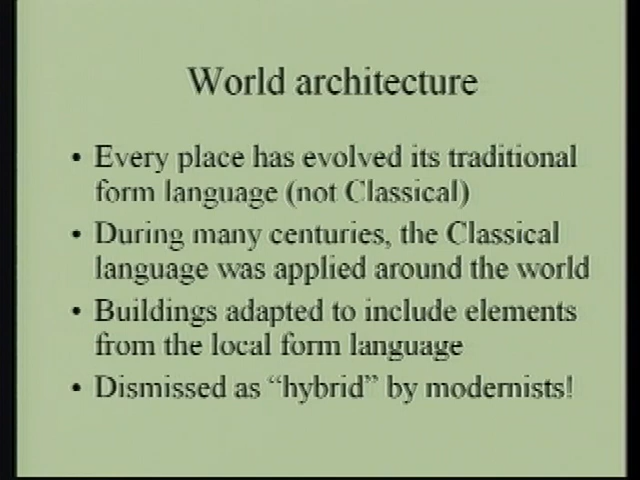 World architecture
• Every place has evolved its traditional
form language (not Classical)
• During many centuries, the Classical
language was applied around the world
• Buildings adapted to include elements
from the local form language
• Dismissed as “hybrid” by modernists!